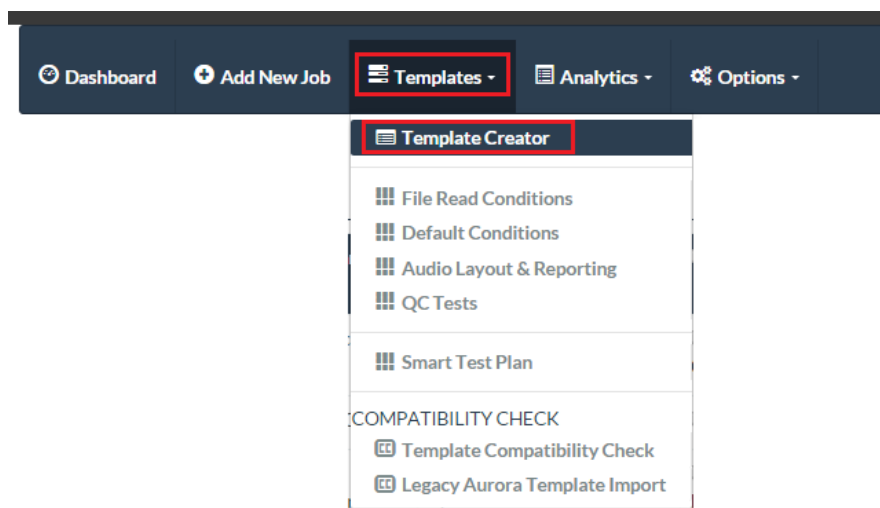 Dashboard Add New Job Templates Analytics Options
Template Creator
File Read Conditions
Default Conditions
Audio Layout & Reporting
QC Tests
Smart Test Plan
COMPATIBILITY CHECK
Template Compatibility Check
Legacy Aurora Template Import